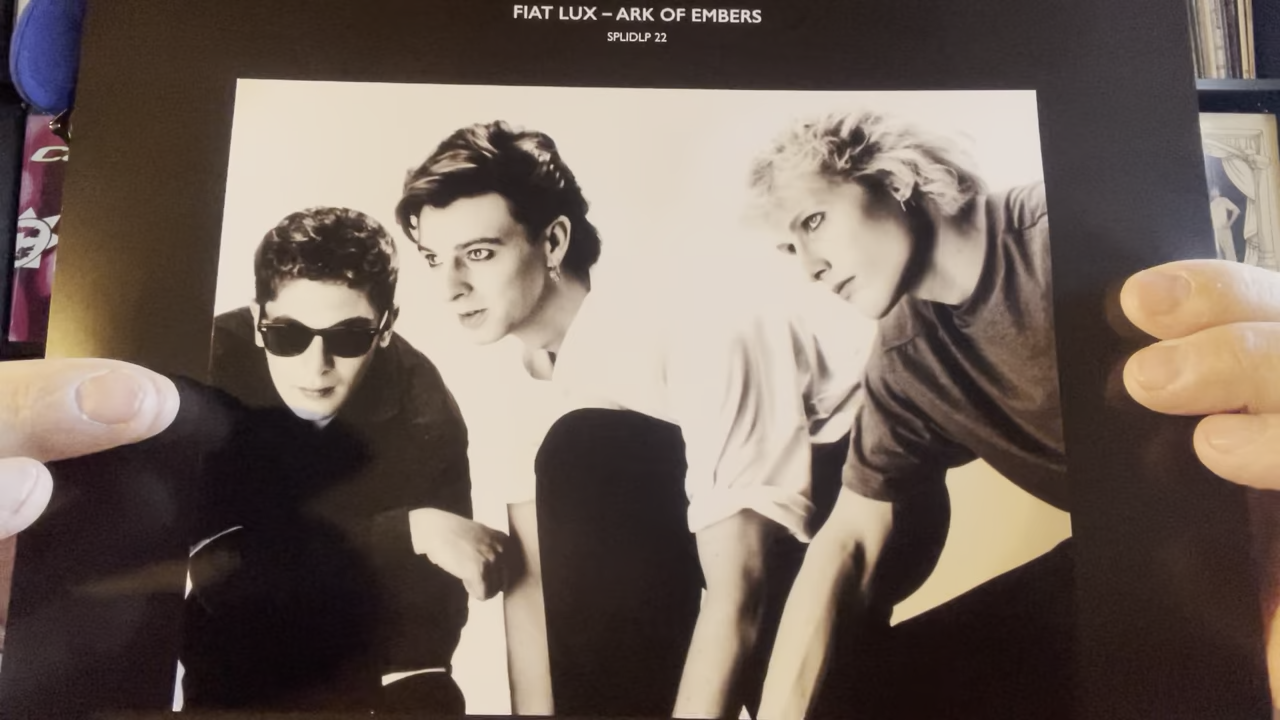 FIAT LUX – ARK OF EMBERS
SPLIDLP 22